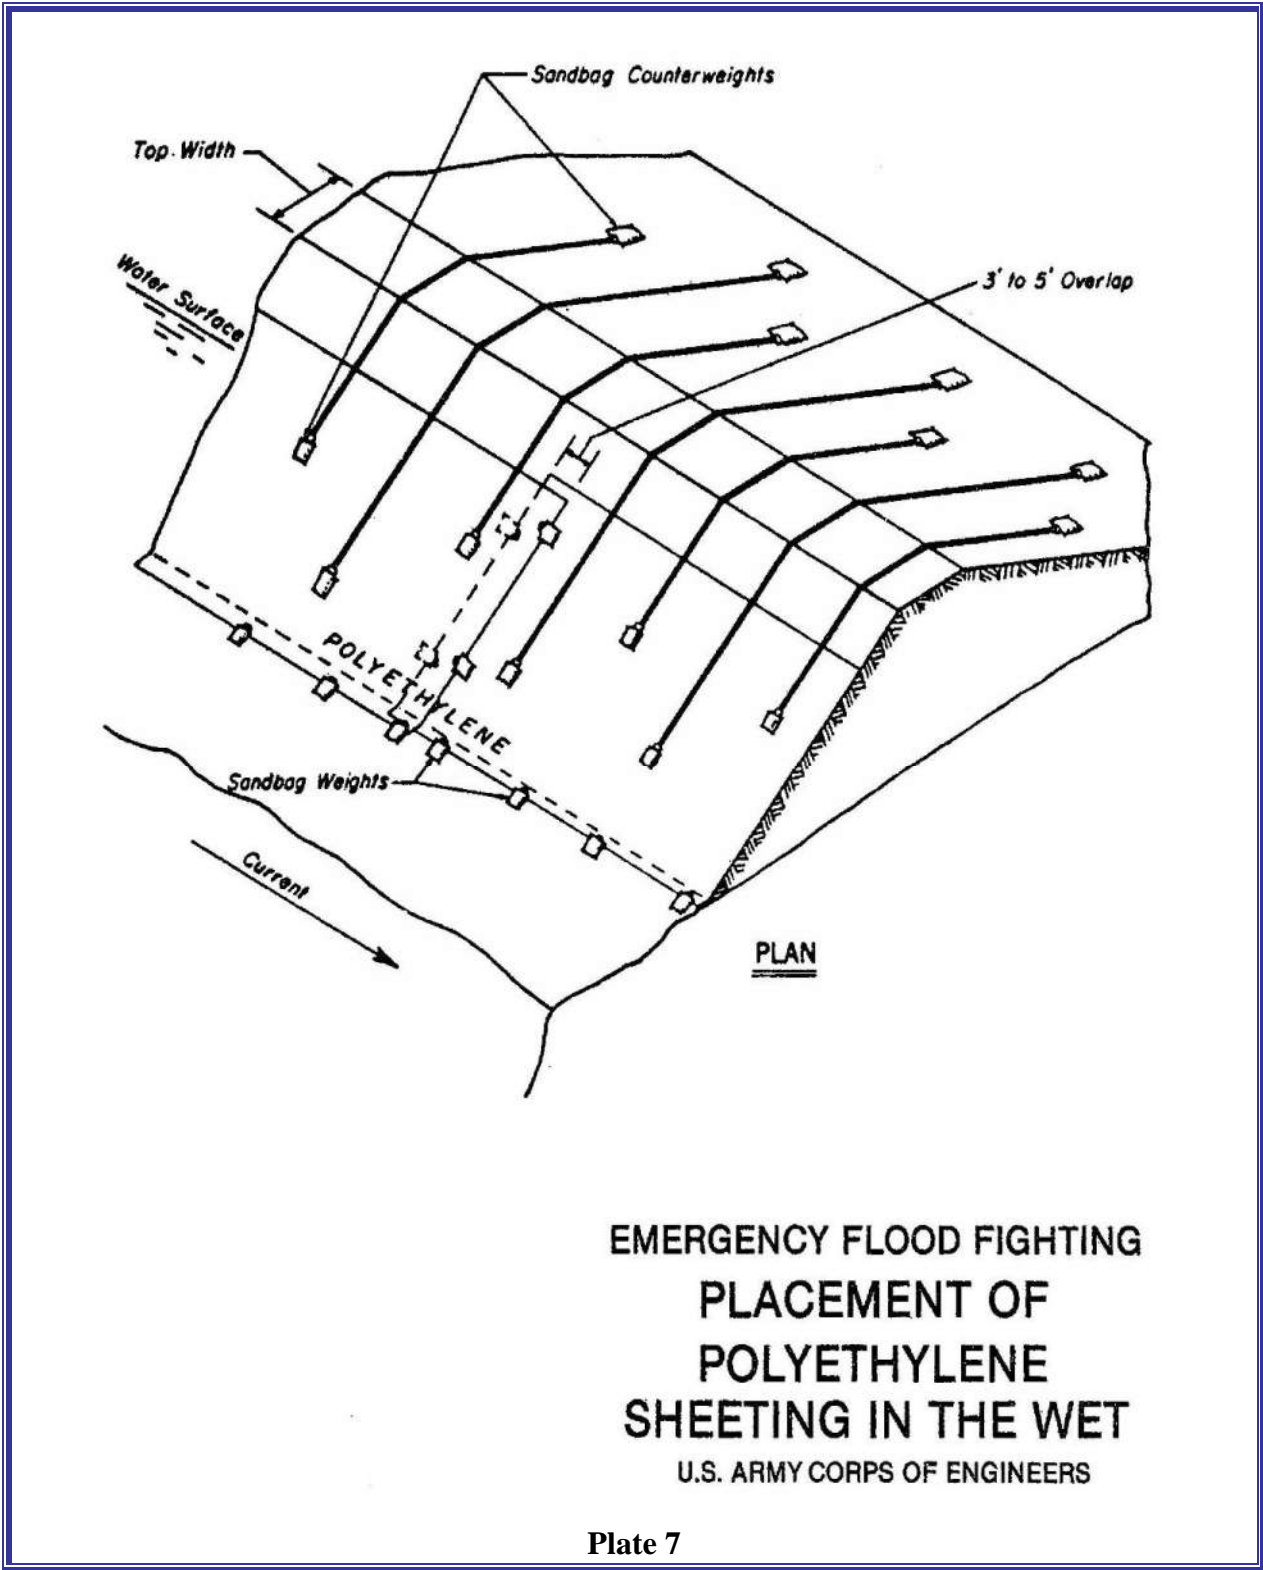 Sandbag Counterweights
Top Width
Water Surface
3' to 5' Overlap
POLYETHYLENE
Sandbag Weights
Current
PLAN
EMERGENCY FLOOD FIGHTING
PLACEMENT OF
POLYETHYLENE
SHEETING IN THE WET
U.S. ARMY CORPS OF ENGINEERS
Plate 7